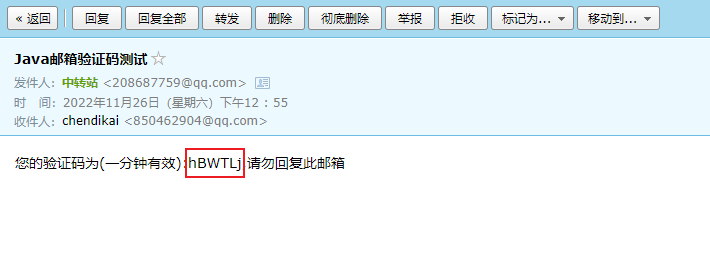 « 返回 回复 回复全部 转发 删除 彻底删除 举报 拒收 标记为... 移动到...
Java邮箱验证码测试
发件人：中转站 <208687759@qq.com>
时　间：2022年11月26日（星期六）下午12：55
收件人：chendikai <850462904@qq.com>
您的验证码为(一分钟有效):hBWTLj,请勿回复此邮箱